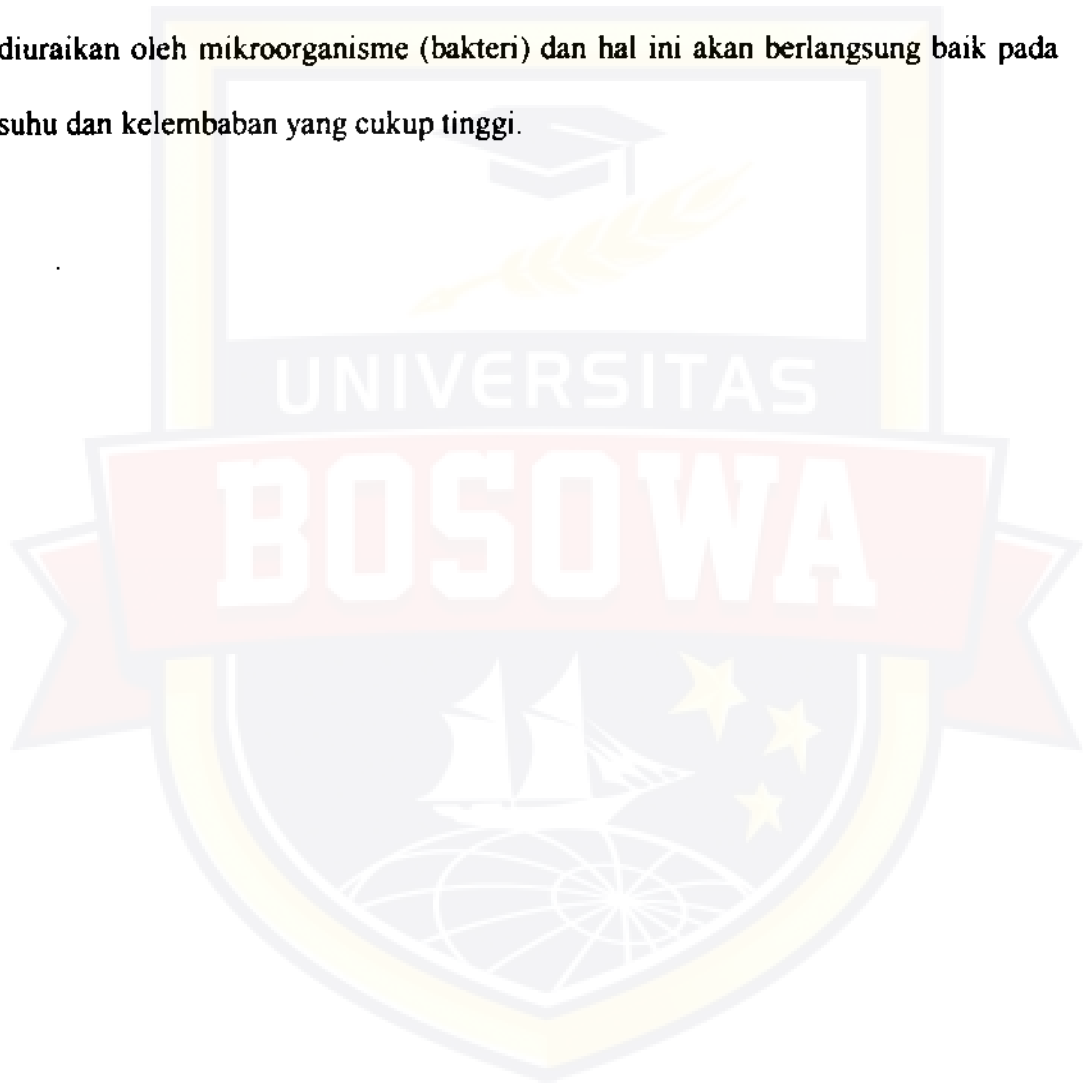 diuraikan oleh mikroorganisme (bakteri) dan hal ini akan berlangsung baik pada
suhu dan kelembaban yang cukup tinggi.
UNIVERSITAS
BOSOWA